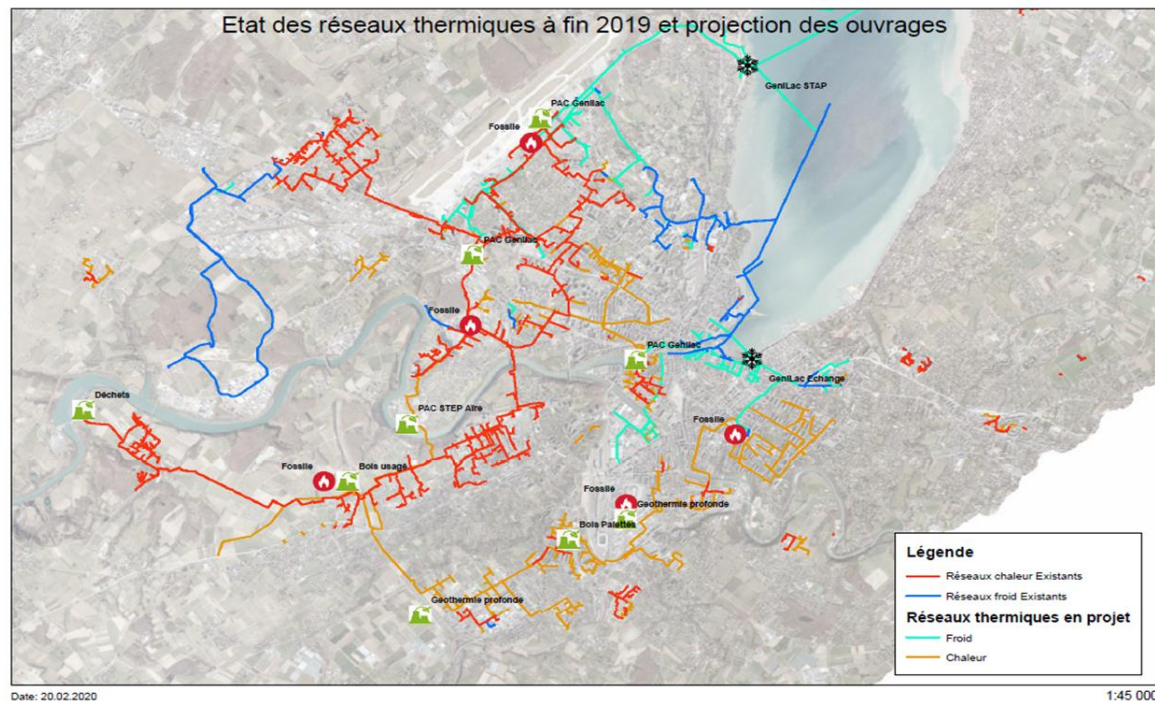 Etat des réseaux thermiques à fin 2019 et projection des ouvrages
GeniLac STAP
PAC Genilac
Fossile
PAC Genilac
Fossile
PAC Genilac
GeniLac Echange
Déchets
PAC STEP Aïre
Fossile
Bois usagé
Fossile
Fossile
Géothermie profonde
Bois Palettes
Géothermie profonde
Légende
Réseaux chaleur Existants
Réseaux froid Existants
Réseaux thermiques en projet
Froid
Chaleur
Date: 20.02.2020
1:45 000